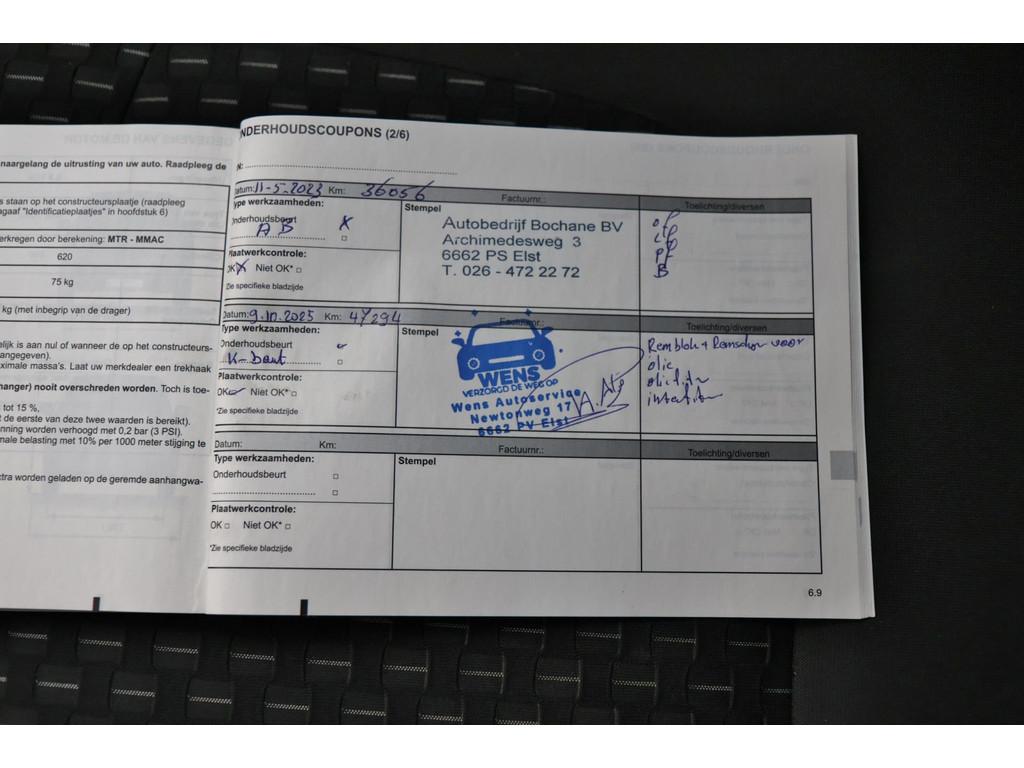 naargelang de uitrusting van uw auto. Raadpleeg de
s staan op het constructeursplaatje (raadpleeg
agaaf "Identificatieplaatjes" in hoofdstuk 6)
erkregen door berekening: MTR - MMAC
620
75 kg
kg (met inbegrip van de drager)
elijk is aan nul of wanneer de op het constructeurs-
angegeven).
ximale massa's. Laat uw merkdealer een trekhaak
hanger) nooit overschreden worden. Toch is toe-
tot 15 %,
t de eerste van deze twee waarden is bereikt).
nning worden verhoogd met 0,2 bar (3 PSI).
male belasting met 10% per 1000 meter stijging te
xtra worden geladen op de geremde aanhangwa-
NDERHOUDSCOUPONS (2/6)
N:
Datum: 11-5-2023 Km: 36056 Factuurnr.:
Type werkzaamheden:
Onderhoudsbeurt X
A B
Plaatwerkcontrole:
OK X Niet OK*
Zie specifieke bladzijde
Stempel
Autobedrijf Bochane BV
Archimedesweg 3
6662 PS Elst
T. 026 - 472 22 72
Toelichting/diversen
of
PF
B
Datum: 9.10.2025 Km: 47294 Factuurnr.:
Type werkzaamheden:
Onderhoudsbeurt
Plaatwerkcontrole:
OK Niet OK*
*Zie specifieke bladzijde
Stempel
WENS
VERZORGD DE WEG OP
Wens Autoservice
Newtonweg 17
6662 PV Elst
Toelichting/diversen
Remblok + Remschijf voor
olie
Datum: Km: Factuurnr.:
Type werkzaamheden:
Onderhoudsbeurt
Plaatwerkcontrole:
OK Niet OK*
*Zie specifieke bladzijde
Stempel
Toelichting/diversen
6.9